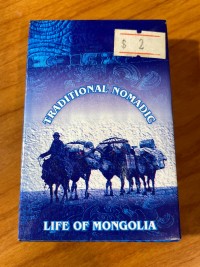 $ 2
TRADITIONAL NOMADIC
LIFE OF MONGOLIA